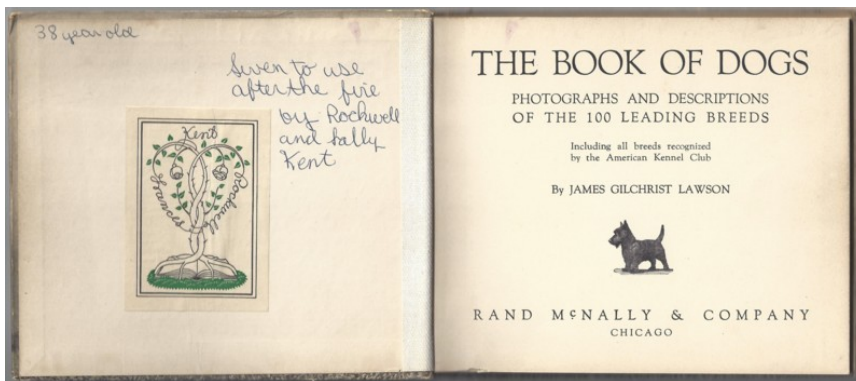 38 year old
Given to use
after the fire
by Rockwell
and Sally
Kent
Kent
Frances
Rockwell
THE BOOK OF DOGS
PHOTOGRAPHS AND DESCRIPTIONS
OF THE 100 LEADING BREEDS
Including all breeds recognized
by the American Kennel Club
By JAMES GILCHRIST LAWSON
RAND MCNALLY & COMPANY
CHICAGO